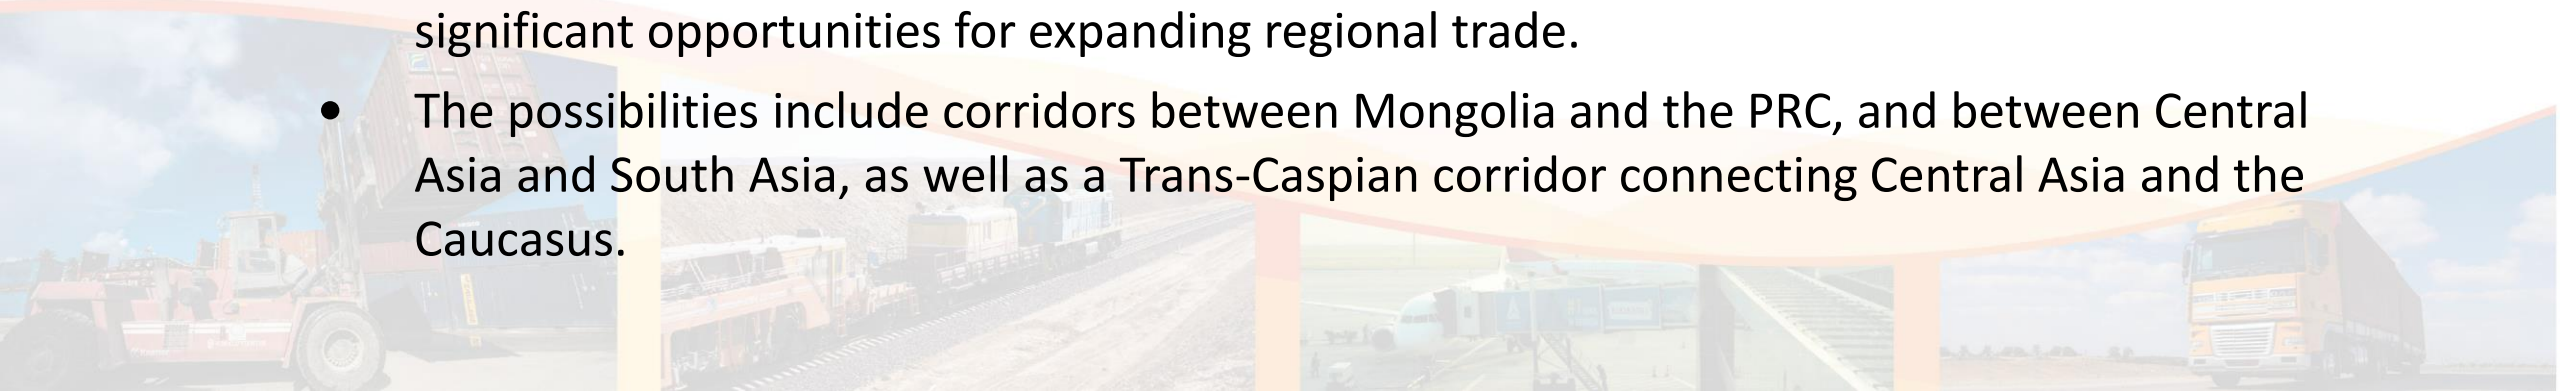 significant opportunities for expanding regional trade.
• The possibilities include corridors between Mongolia and the PRC, and between Central
Asia and South Asia, as well as a Trans-Caspian corridor connecting Central Asia and the
Caucasus.